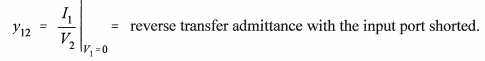 y₁₂ = I₁/V₂ |V₁=0 = reverse transfer admittance with the input port shorted.